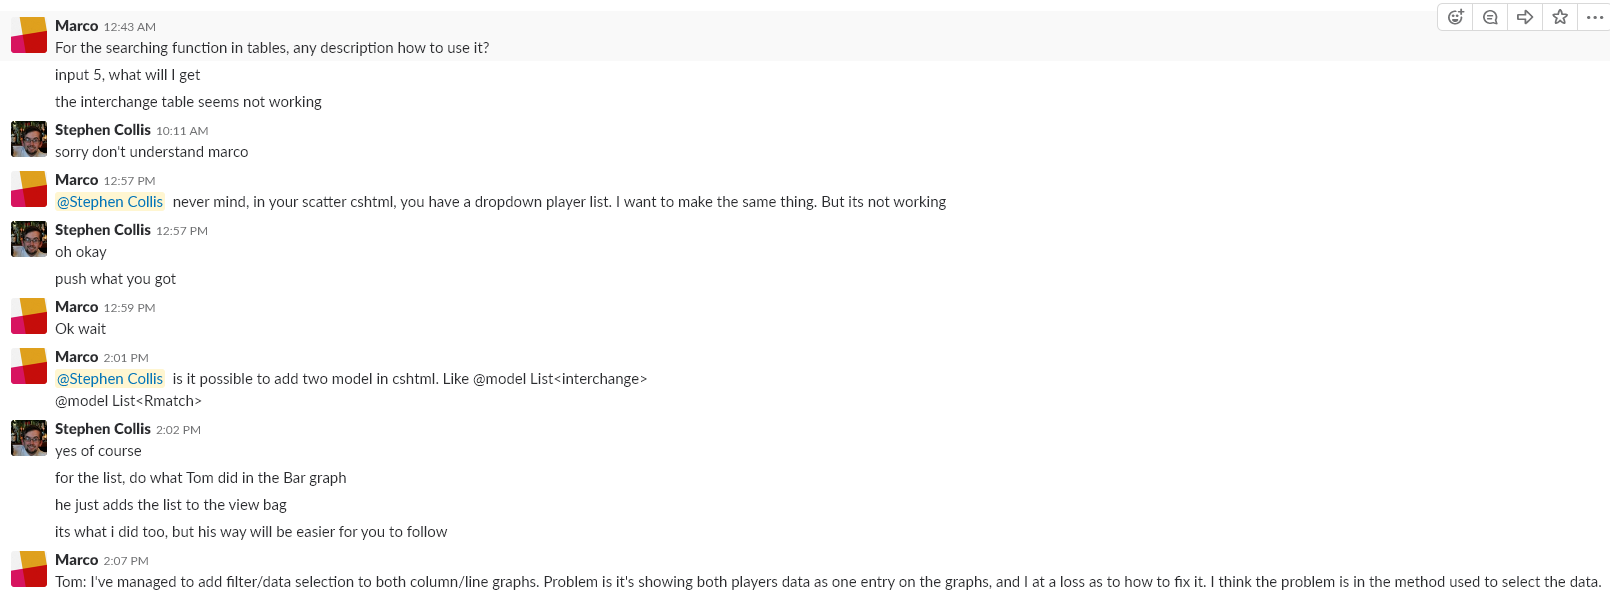 Marco 12:43 AM
For the searching function in tables, any description how to use it?
input 5, what will I get
the interchange table seems not working
Stephen Collis 10:11 AM
sorry don't understand marco
Marco 12:57 PM
@Stephen Collis never mind, in your scatter cshtml, you have a dropdown player list. I want to make the same thing. But its not working
Stephen Collis 12:57 PM
oh okay
push what you got
Marco 12:59 PM
Ok wait
Marco 2:01 PM
@Stephen Collis is it possible to add two model in cshtml. Like @model List<interchange>
@model List<Rmatch>
Stephen Collis 2:02 PM
yes of course
for the list, do what Tom did in the Bar graph
he just adds the list to the view bag
its what i did too, but his way will be easier for you to follow
Marco 2:07 PM
Tom: I've managed to add filter/data selection to both column/line graphs. Problem is it's showing both players data as one entry on the graphs, and I at a loss as to how to fix it. I think the problem is in the method used to select the data.